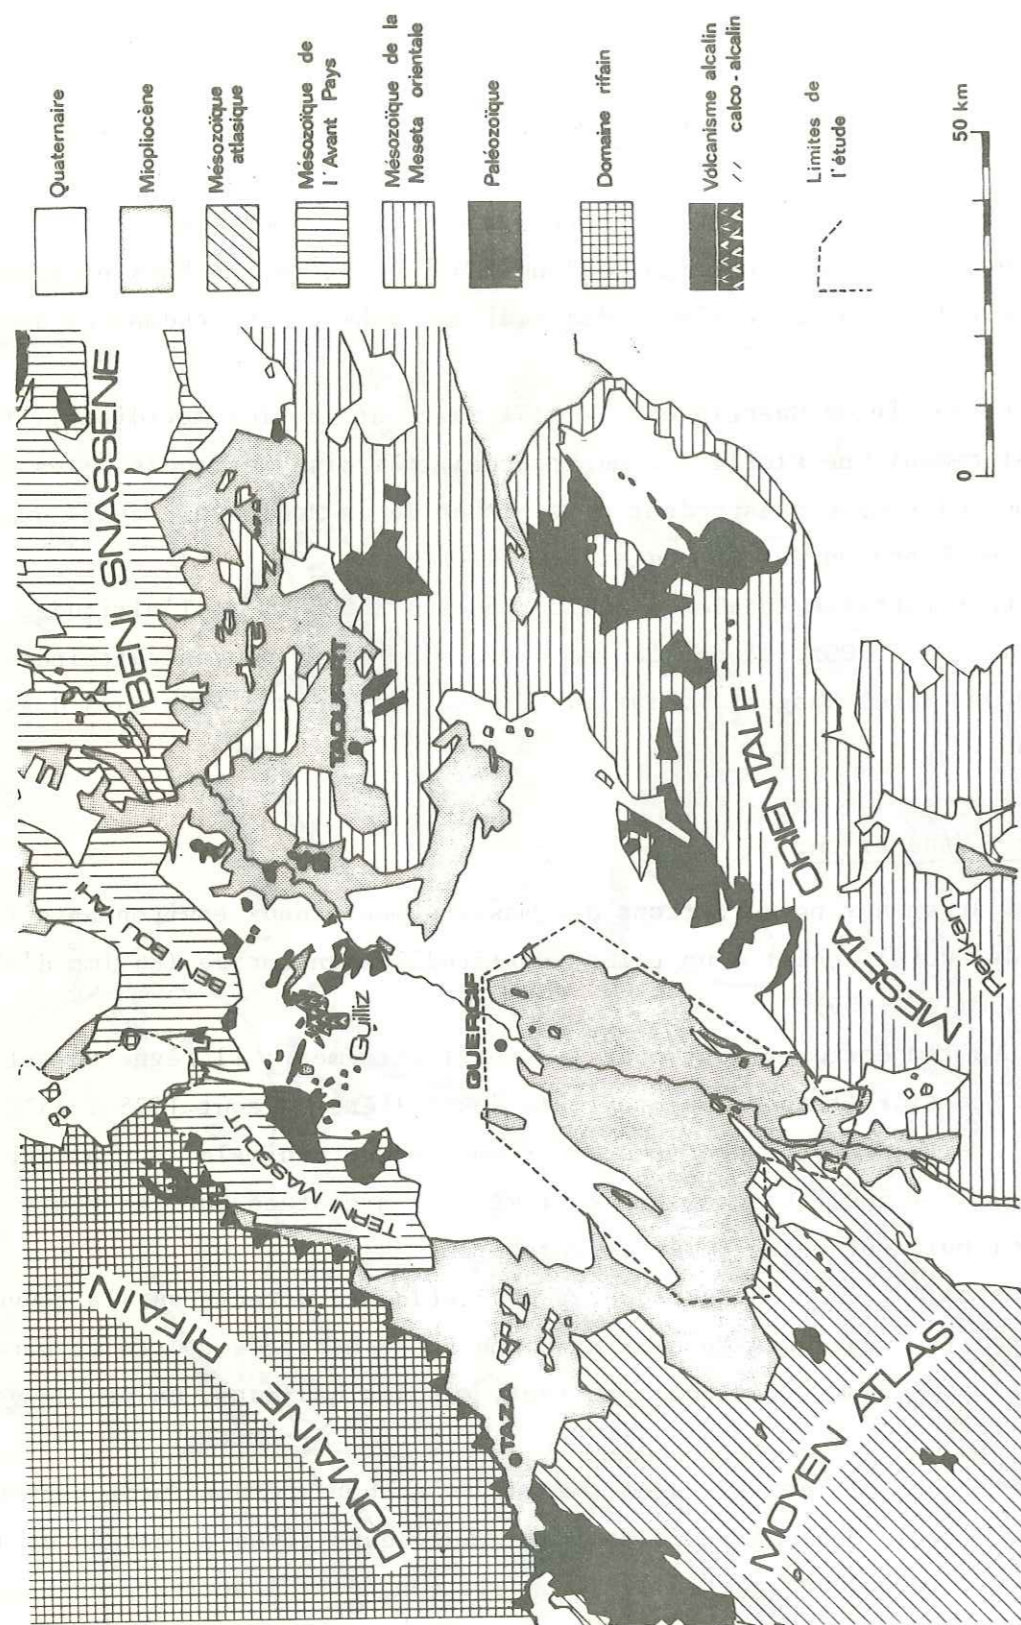 Quaternaire
Miopliocène
Mésozoïque
atlasique
Mésozoïque de
l'Avant Pays
Mésozoïque de la
Meseta orientale
Paléozoïque
Domaine rifain
Volcanisme alcalin
// calco-alcalin
Limites de
l'étude
0 50 km
BENI SNASSENE
BENI BOU YAHI
TAOURIRT
Guilliz
GUERCIF
TERNI MASGOUT
DOMAINE RIFAIN
TAZA
MOYEN ATLAS
MESETA ORIENTALE
Rekkam